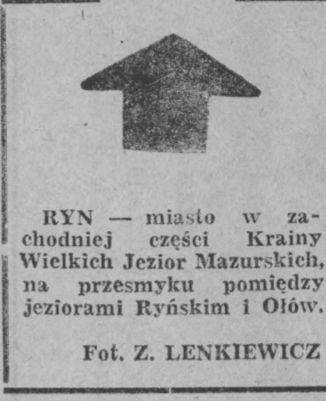 RYN — miasto w za-
chodniej części Krainy
Wielkich Jezior Mazurskich,
na przesmyku pomiędzy
jeziorami Ryńskim i Ołów.
Fot. Z. LENKIEWICZ